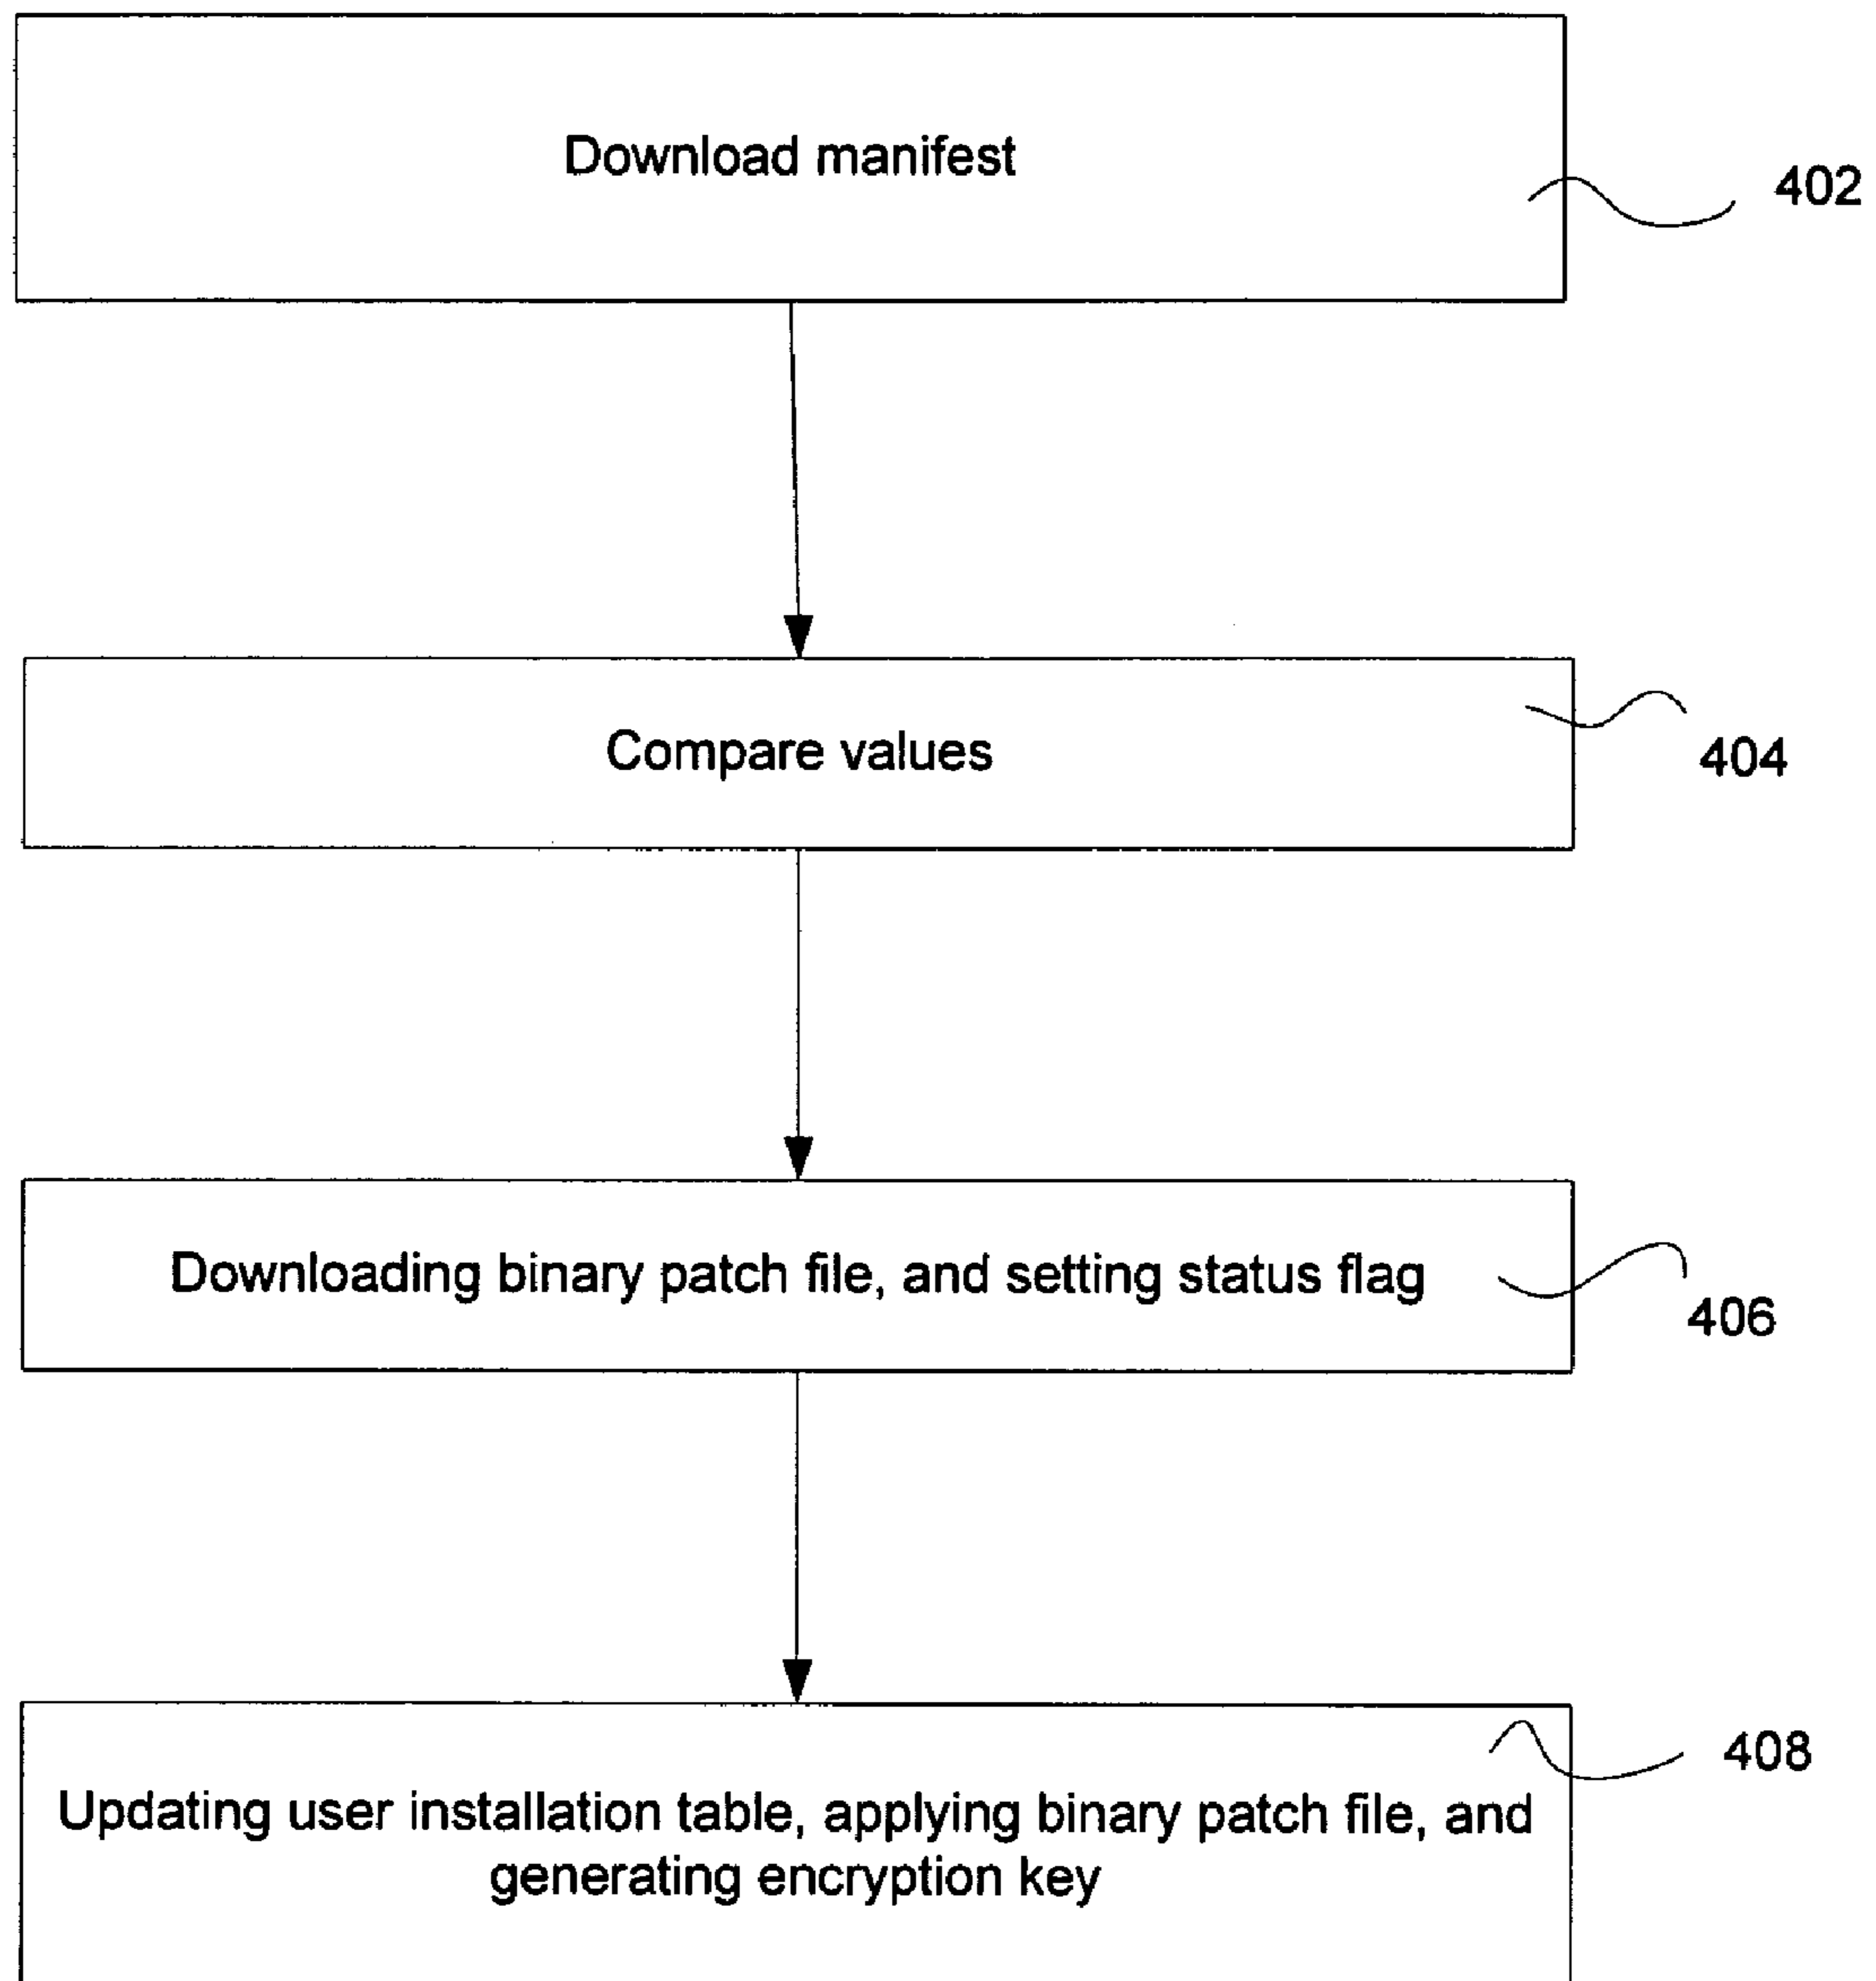 Download manifest
402
Compare values
404
Downloading binary patch file, and setting status flag
406
408
Updating user installation table, applying binary patch file, and
generating encryption key